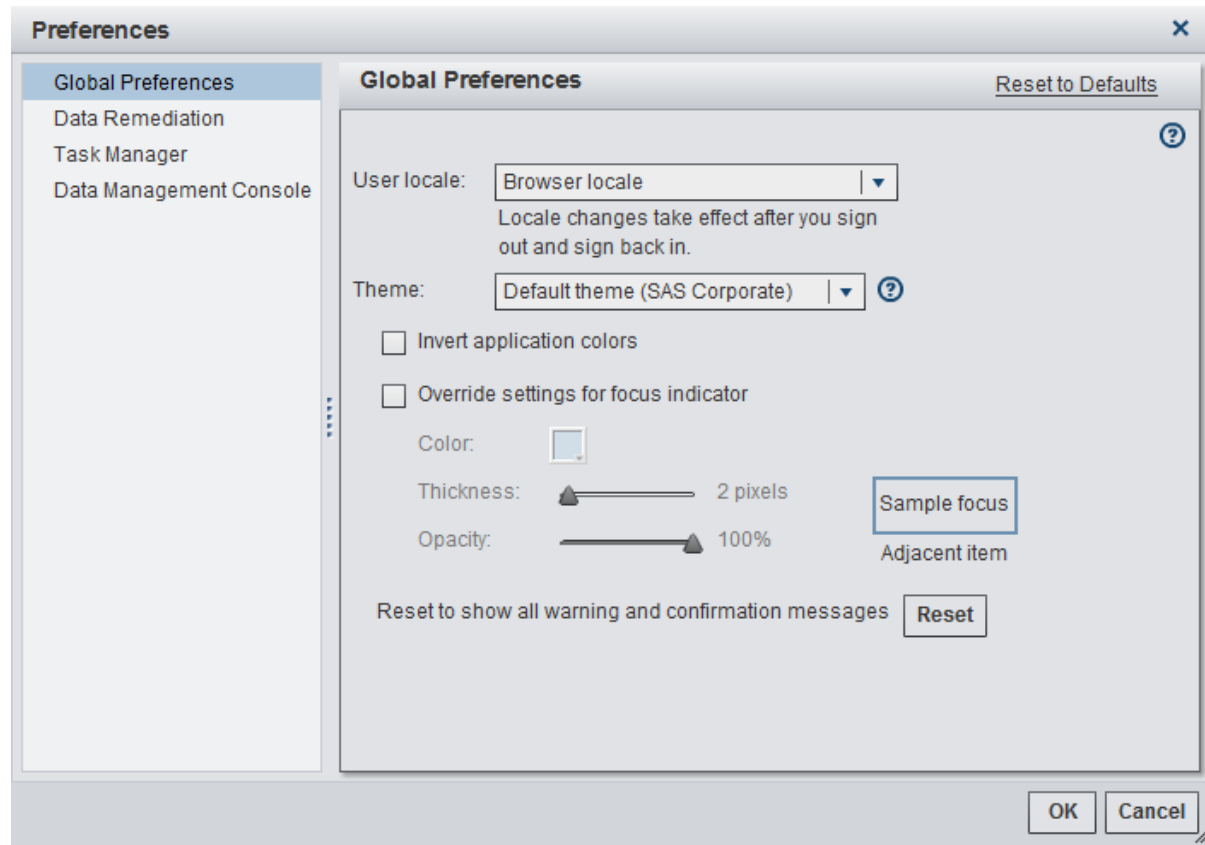 Preferences
Global Preferences
Data Remediation
Task Manager
Data Management Console
Global Preferences
Reset to Defaults
User locale:
Browser locale
Locale changes take effect after you sign
out and sign back in.
Theme:
Default theme (SAS Corporate)
Invert application colors
Override settings for focus indicator
Color:
Thickness:
2 pixels
Opacity:
100%
Sample focus
Adjacent item
Reset to show all warning and confirmation messages
Reset
OK
Cancel